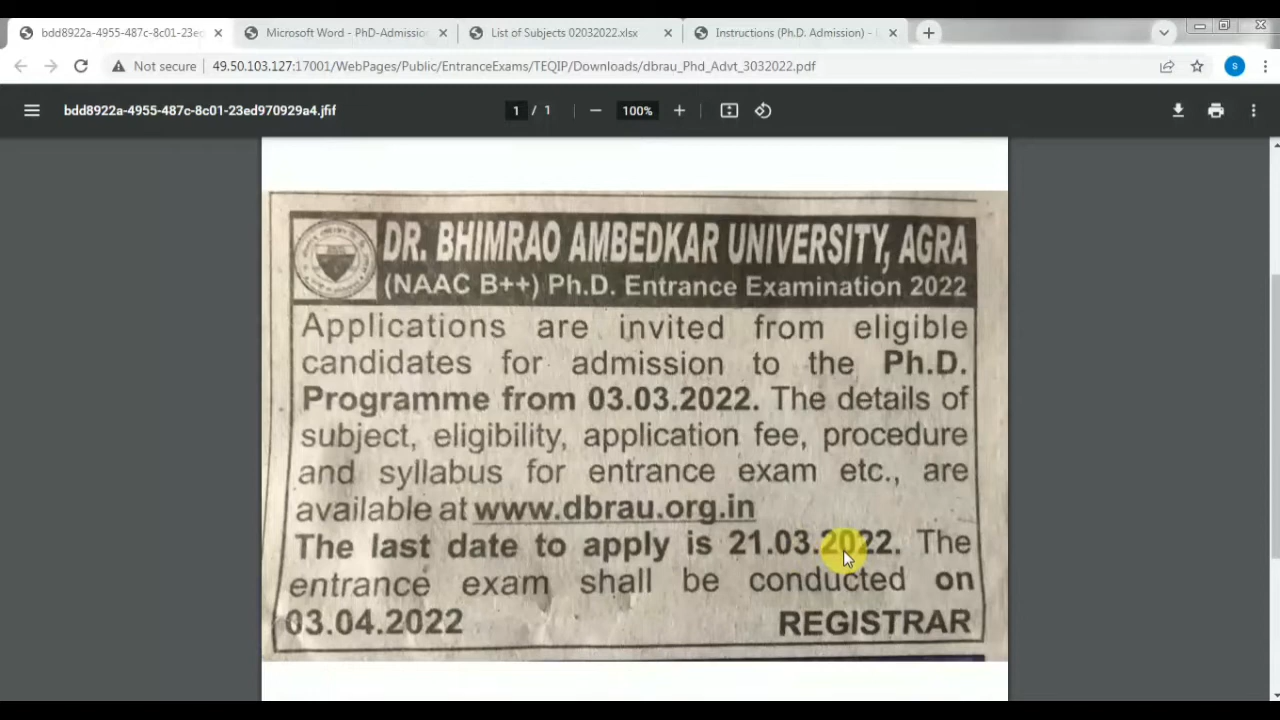 bdd8922a-4955-487c-8c01-23ed
Microsoft Word - PhD-Admissio
List of Subjects 02032022.xlsx
Instructions (Ph.D. Admission) -
Not secure
49.50.103.127:17001/WebPages/Public/EntranceExams/TEQIP/Downloads/dbrau_Phd_Advt_3032022.pdf
S
bdd8922a-4955-487c-8c01-23ed970929a4.jfif
1 / 1
100%
DR. BHIMRAO AMBEDKAR UNIVERSITY, AGRA
(NAAC B++) Ph.D. Entrance Examination 2022
Applications are invited from eligible
candidates for admission to the Ph.D.
Programme from 03.03.2022. The details of
subject, eligibility, application fee, procedure
and syllabus for entrance exam etc., are
available at www.dbrau.org.in
The last date to apply is 21.03.2022. The
entrance exam shall be conducted on
03.04.2022 REGISTRAR